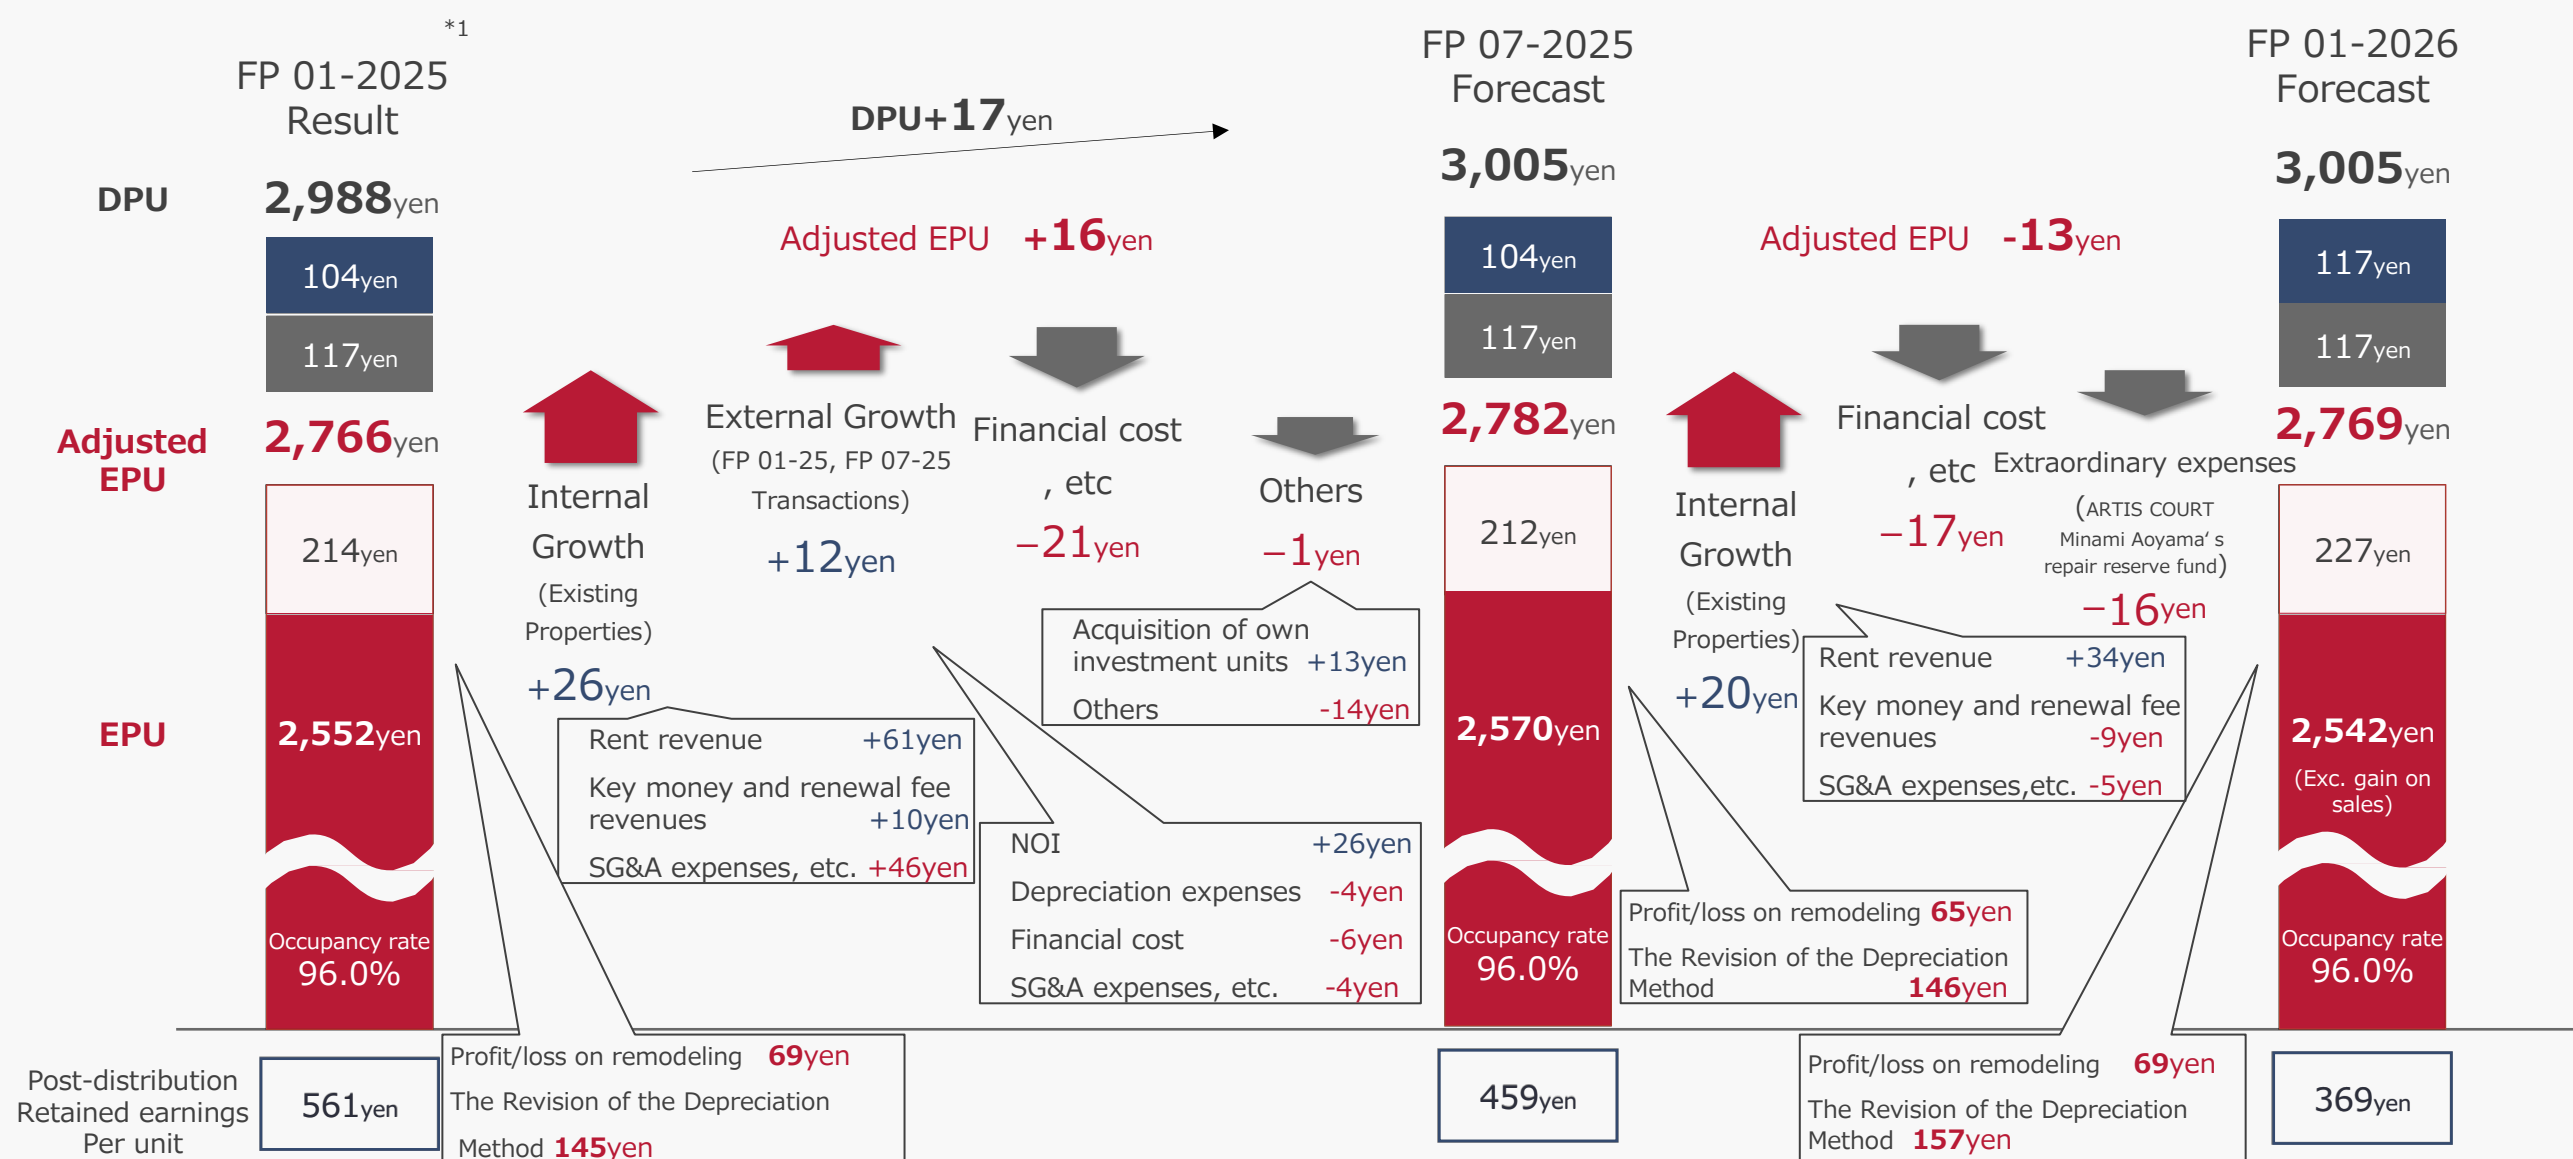 *1
FP 01-2025
Result
DPU
2,988yen
104yen
117yen
Adjusted
EPU
2,766yen
214yen
EPU
2,552yen
Occupancy rate
96.0%
Post-distribution
Retained earnings
Per unit
561yen
DPU+17yen
Adjusted EPU +16yen
Internal
Growth
(Existing
Properties)
+26yen
Rent revenue +61yen
Key money and renewal fee
revenues +10yen
SG&A expenses, etc. +46yen
External Growth
(FP 01-25, FP 07-25
Transactions)
+12yen
NOI +26yen
Depreciation expenses -4yen
Financial cost -6yen
SG&A expenses, etc. -4yen
Financial cost
, etc
−21yen
Others
−1yen
Acquisition of own
investment units +13yen
Others -14yen
Profit/loss on remodeling 69yen
The Revision of the Depreciation
Method 145yen
FP 07-2025
Forecast
3,005yen
104yen
117yen
2,782yen
212yen
2,570yen
Occupancy rate
96.0%
459yen
Adjusted EPU -13yen
Internal
Growth
(Existing
Properties)
+20yen
Rent revenue +34yen
Key money and renewal fee
revenues -9yen
SG&A expenses,etc. -5yen
Financial cost
, etc
−17yen
Extraordinary expenses
(ARTIS COURT
Minami Aoyama‘ s
repair reserve fund)
−16yen
Profit/loss on remodeling 65yen
The Revision of the Depreciation
Method 146yen
FP 01-2026
Forecast
3,005yen
117yen
117yen
2,769yen
227yen
2,542yen
(Exc. gain on
sales)
Occupancy rate
96.0%
369yen
Profit/loss on remodeling 69yen
The Revision of the Depreciation
Method 157yen